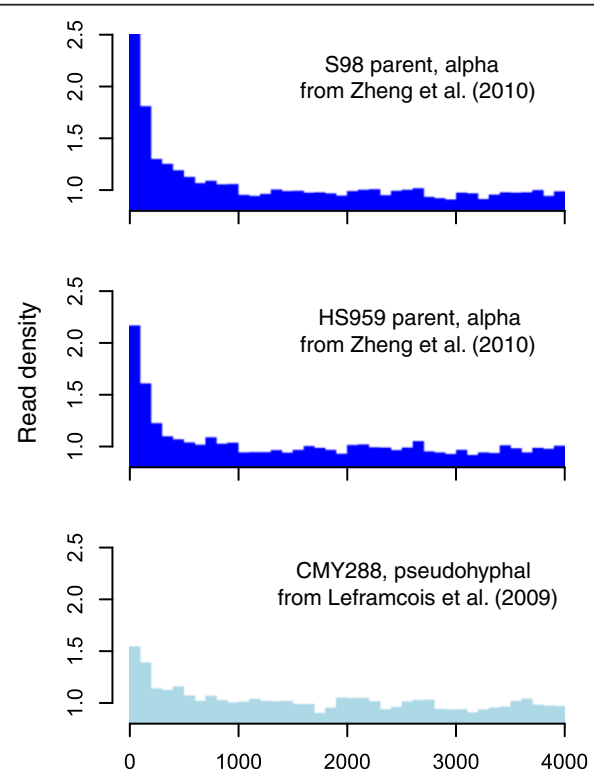 2.5
2.0
1.5
1.0
S98 parent, alpha
from Zheng et al. (2010)
Read density
2.5
2.0
1.5
1.0
HS959 parent, alpha
from Zheng et al. (2010)
2.5
2.0
1.5
1.0
CMY288, pseudohyphal
from Leframcois et al. (2009)
0 1000 2000 3000 4000